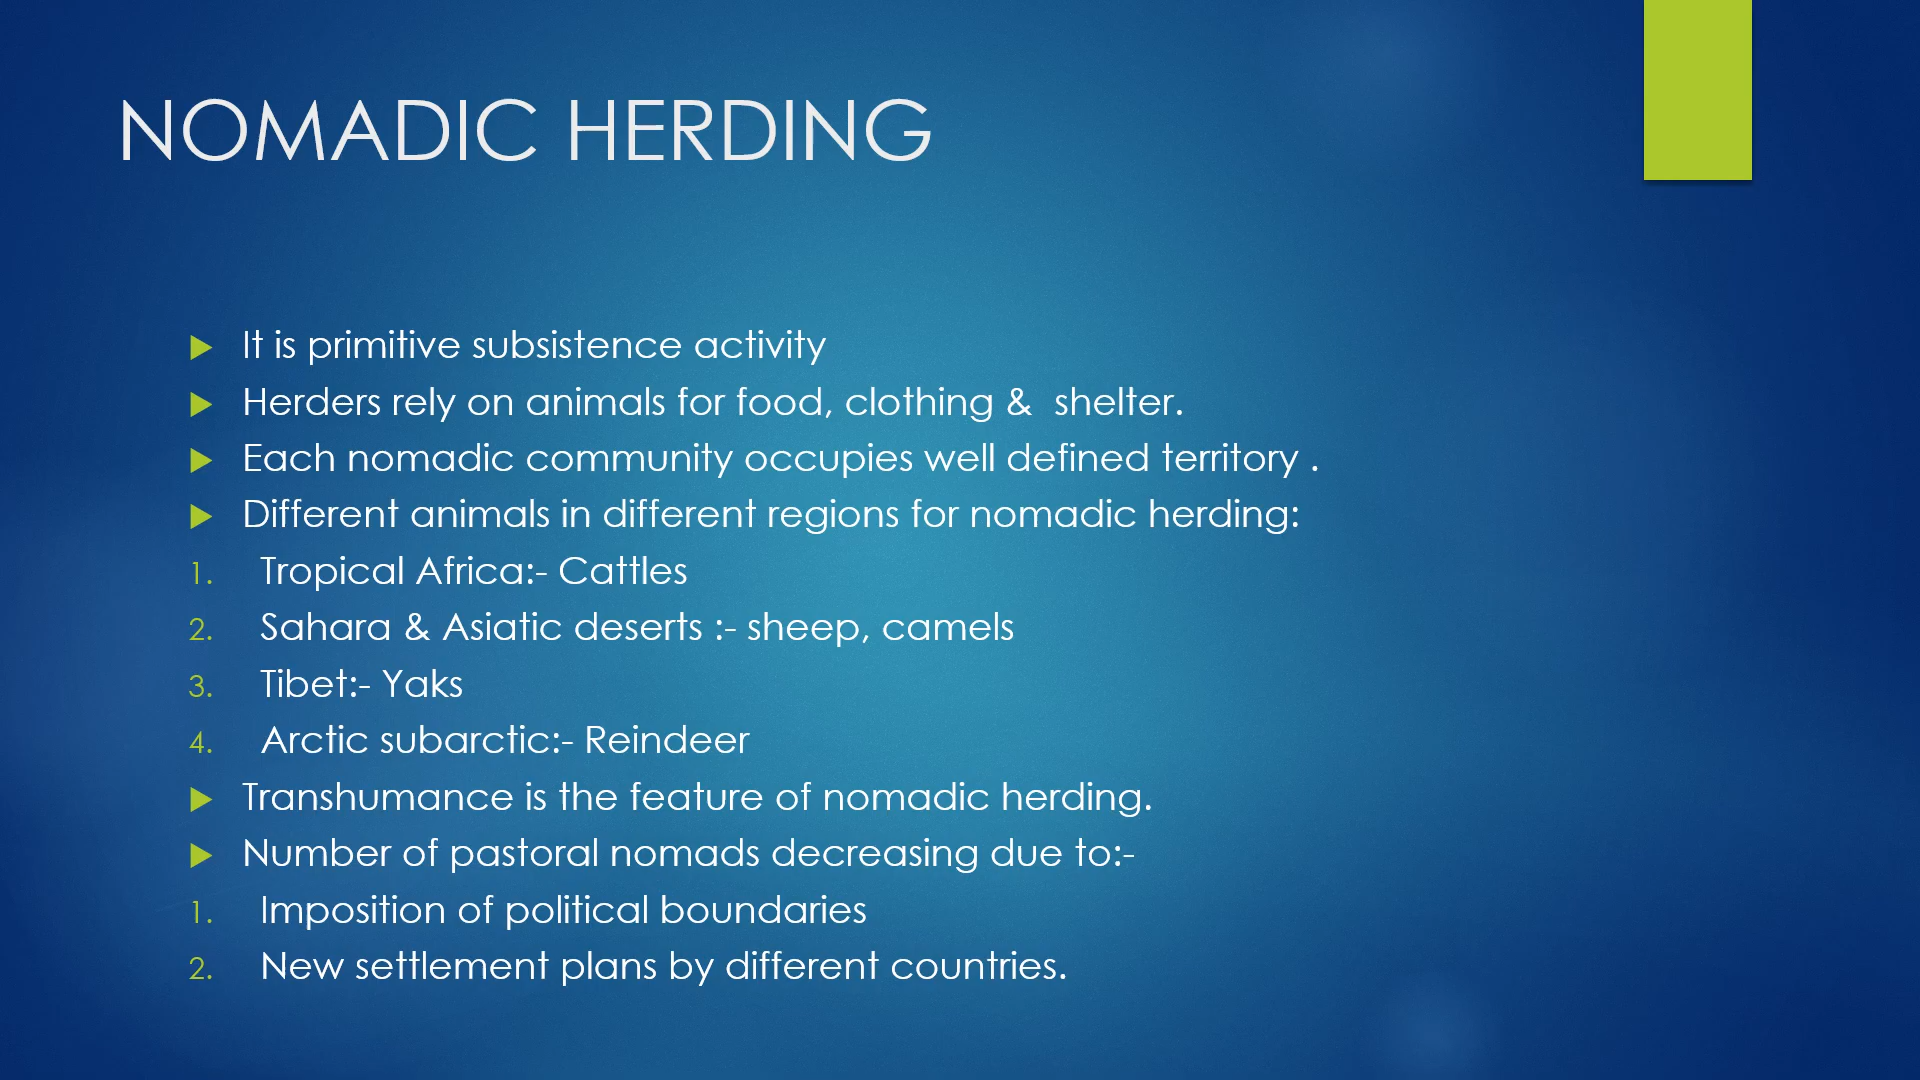 NOMADIC HERDING
▶ It is primitive subsistence activity
▶ Herders rely on animals for food, clothing &  shelter.
▶ Each nomadic community occupies well defined territory .
▶ Different animals in different regions for nomadic herding:
1. Tropical Africa:- Cattles
2. Sahara & Asiatic deserts :- sheep, camels
3. Tibet:- Yaks
4. Arctic subarctic:- Reindeer
▶ Transhumance is the feature of nomadic herding.
▶ Number of pastoral nomads decreasing due to:-
1. Imposition of political boundaries
2. New settlement plans by different countries.